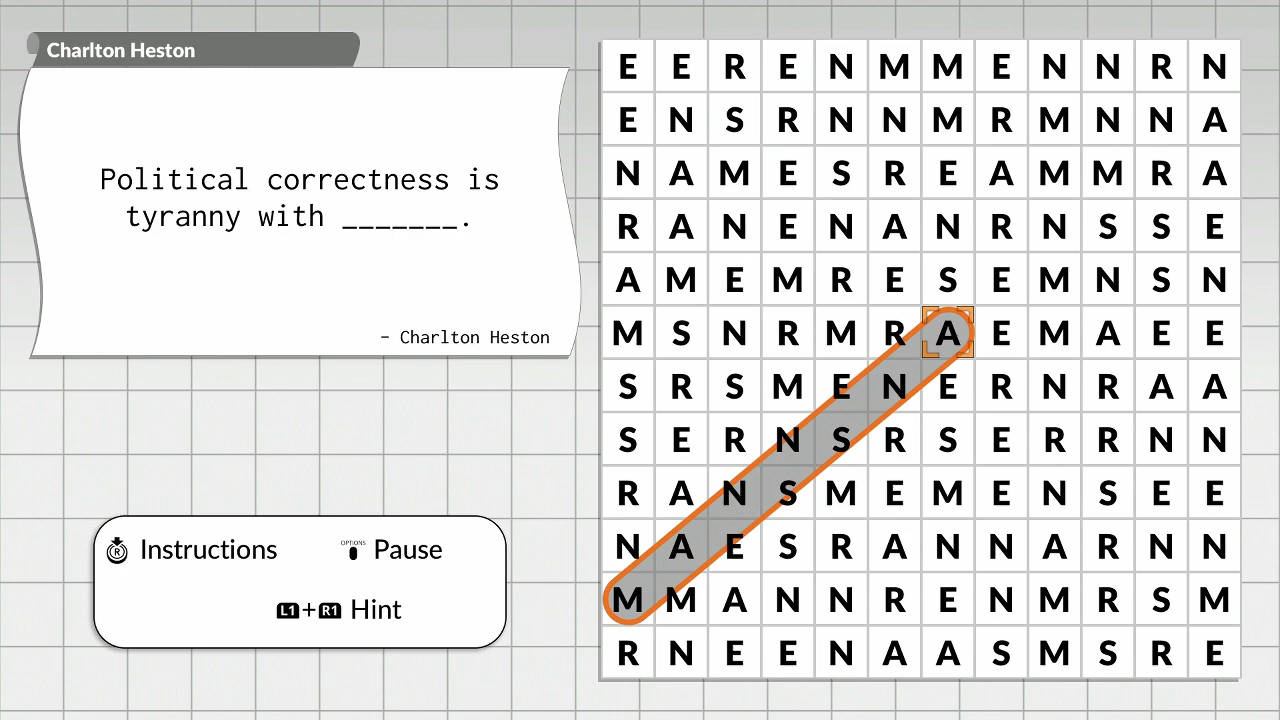 Charlton Heston
Political correctness is
tyranny with _______.
– Charlton Heston
Instructions
OPTIONS
Pause
L1+R1 Hint
E E R E N M M E N N R N
E N S R N N M R M N N A
N A M E S R E A M M R A
R A N E N A N R N S S E
A M E M R E S E M N S N
M S N R M R A E M A E E
S R S M E N E R N R A A
S E R N S R S E R R N N
R A N S M E M E N S E E
N A E S R A N N A R N N
M M A N N R E N M R S M
R N E E N A A S M S R E